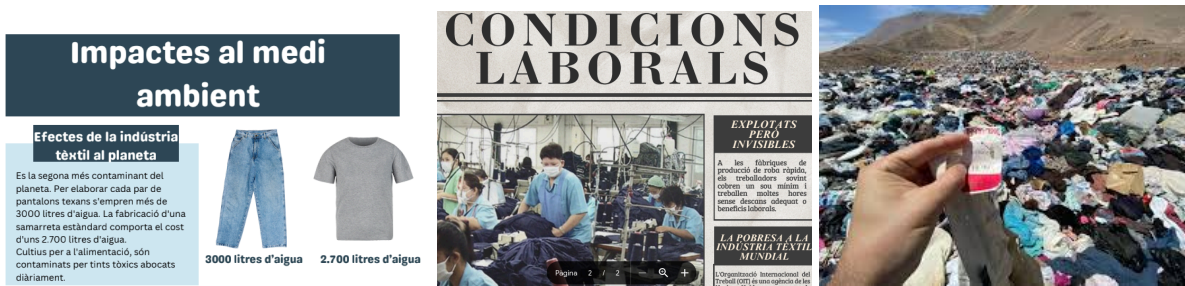 Impactes al medi
ambient
Efectes de la indústria
tèxtil al planeta
Es la segona més contaminant del
planeta. Per elaborar cada par de
pantalons texans s'empren més de
3000 litres d'aigua. La fabricació d'una
samarreta estàndard comporta el cost
d'uns 2.700 litres d'aigua.
Cultius per a l'alimentació, són
contaminats per tints tòxics abocats
diàriament.
3000 litres d'aigua
2.700 litres d'aigua
CONDICIONS
LABORALS
EXPLOTATS
PERÒ
INVISIBLES
A les fàbriques de
producció de roba ràpida,
els treballadors sovint
cobren un sou mínim i
treballen moltes hores
sense descans adequat o
beneficis laborals.
LA POBRESA A LA
INDÚSTRIA TÈXTIL
MUNDIAL
L'Organització Internacional del
Treball (OIT) és una agència de les
Pàgina 2 / 2